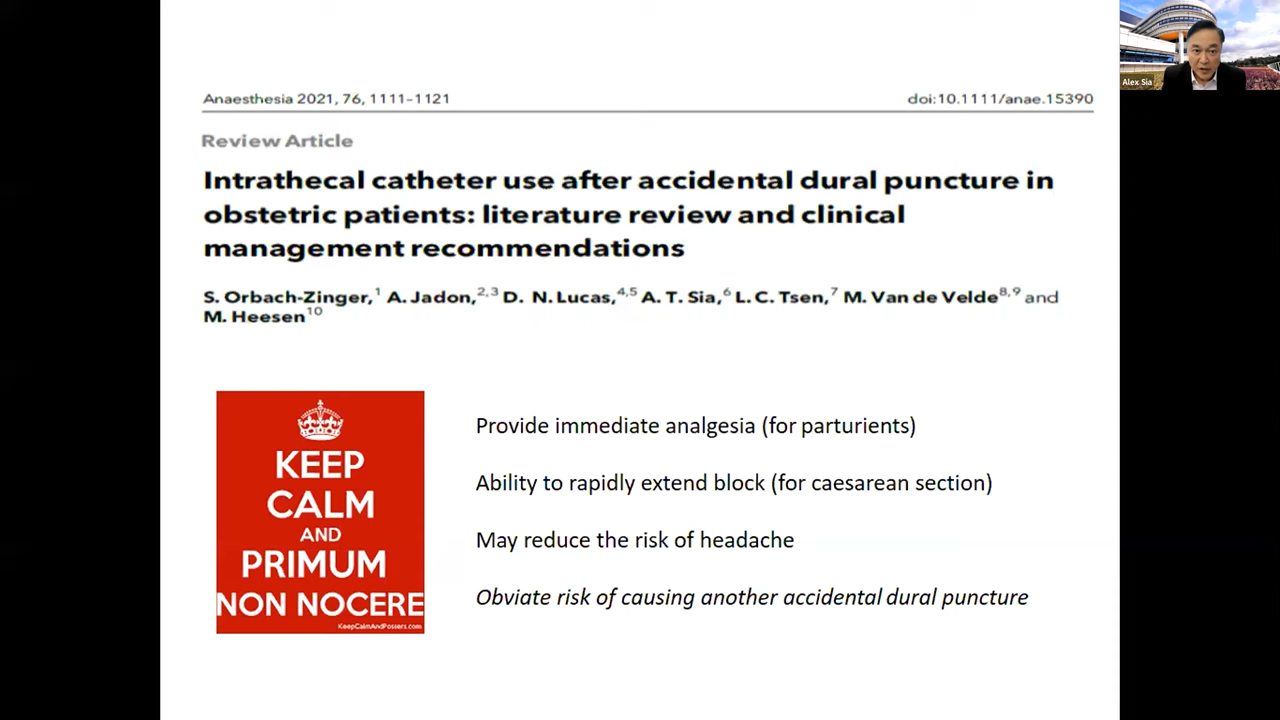 Alex Sia
Anaesthesia 2021, 76, 1111–1121
doi:10.1111/anae.15390
Review Article
Intrathecal catheter use after accidental dural puncture in
obstetric patients: literature review and clinical
management recommendations
S. Orbach-Zinger,1 A. Jadon,2,3 D. N. Lucas,4,5 A. T. Sia,6 L. C. Tsen,7 M. Van de Velde8,9 and
M. Heesen10
KEEP
CALM
AND
PRIMUM
NON NOCERE
KeepCalmAndPosters.com
Provide immediate analgesia (for parturients)
Ability to rapidly extend block (for caesarean section)
May reduce the risk of headache
Obviate risk of causing another accidental dural puncture